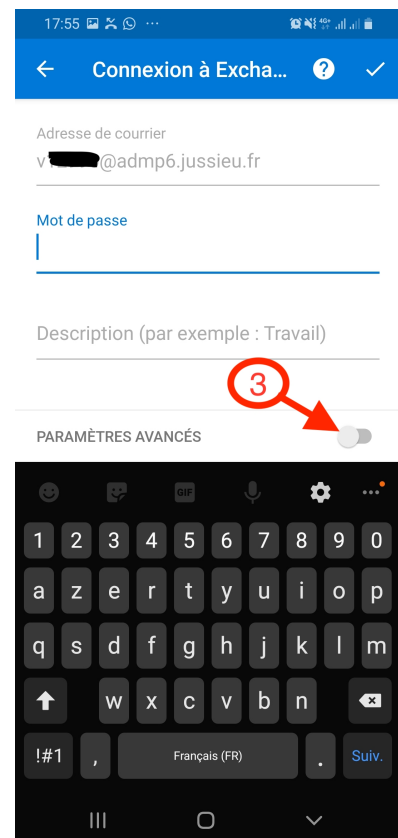 17:55 ... 4G+
Connexion à Excha... ?
Adresse de courrier
v @admp6.jussieu.fr
Mot de passe
Description (par exemple : Travail)
3
PARAMÈTRES AVANCÉS
GIF
1 2 3 4 5 6 7 8 9 0
a z e r t y u i o p
q s d f g h j k l m
w x c v b n
!#1 , Français (FR) . Suiv.